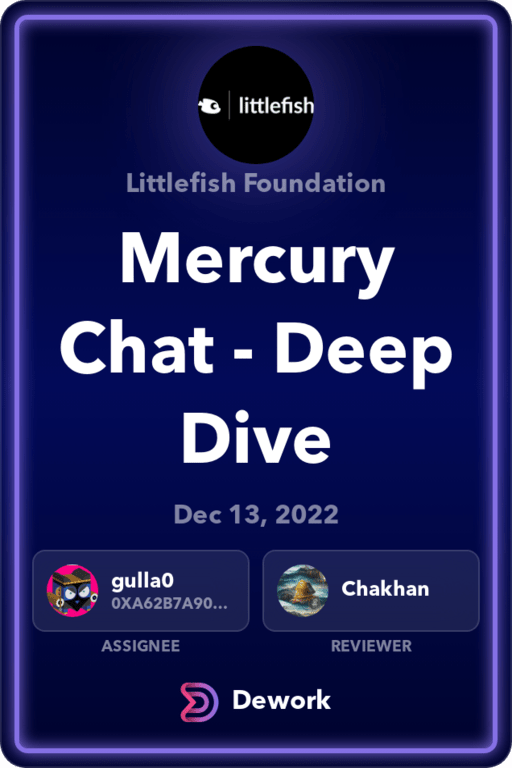 littlefish
Littlefish Foundation
Mercury
Chat - Deep
Dive
Dec 13, 2022
gulla0
0XA62B7A90...
Chakhan
ASSIGNEE
REVIEWER
Dework